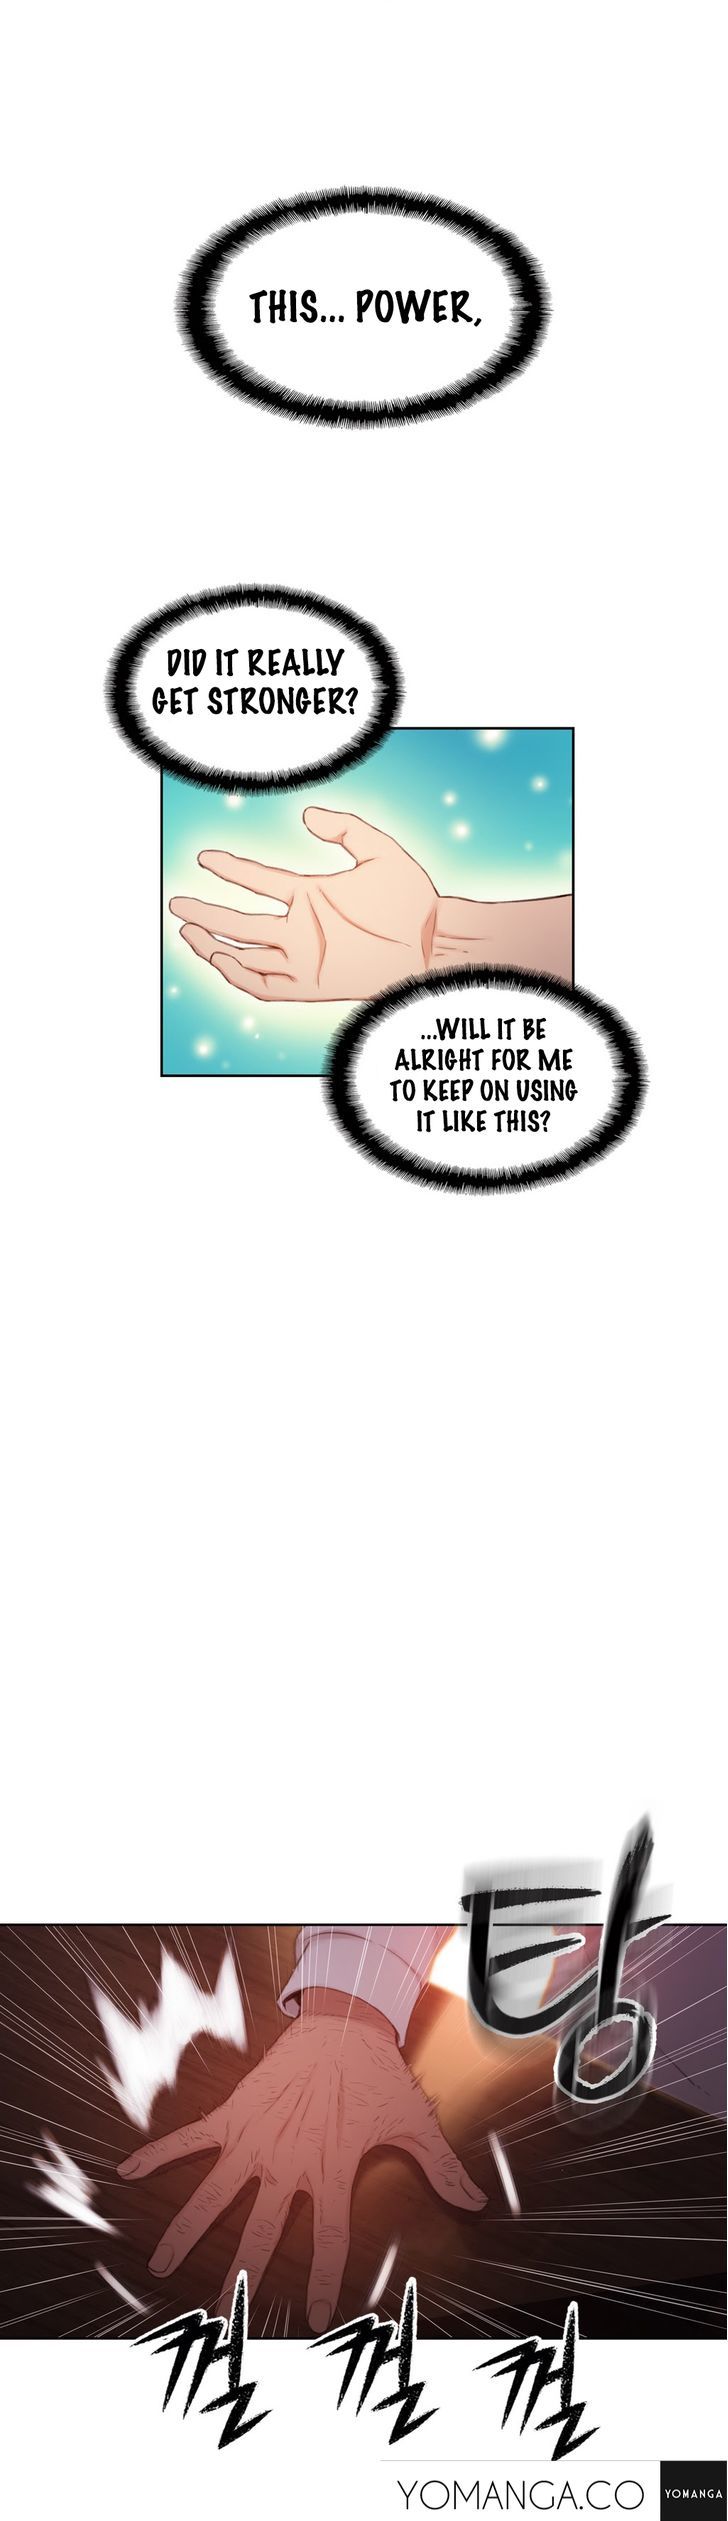 THIS... POWER,
DID IT REALLY
GET STRONGER?
...WILL IT BE
ALRIGHT FOR ME
TO KEEP ON USING
IT LIKE THIS?
탕
껄 껄 껄
YOMANGA.CO
YOMANGA